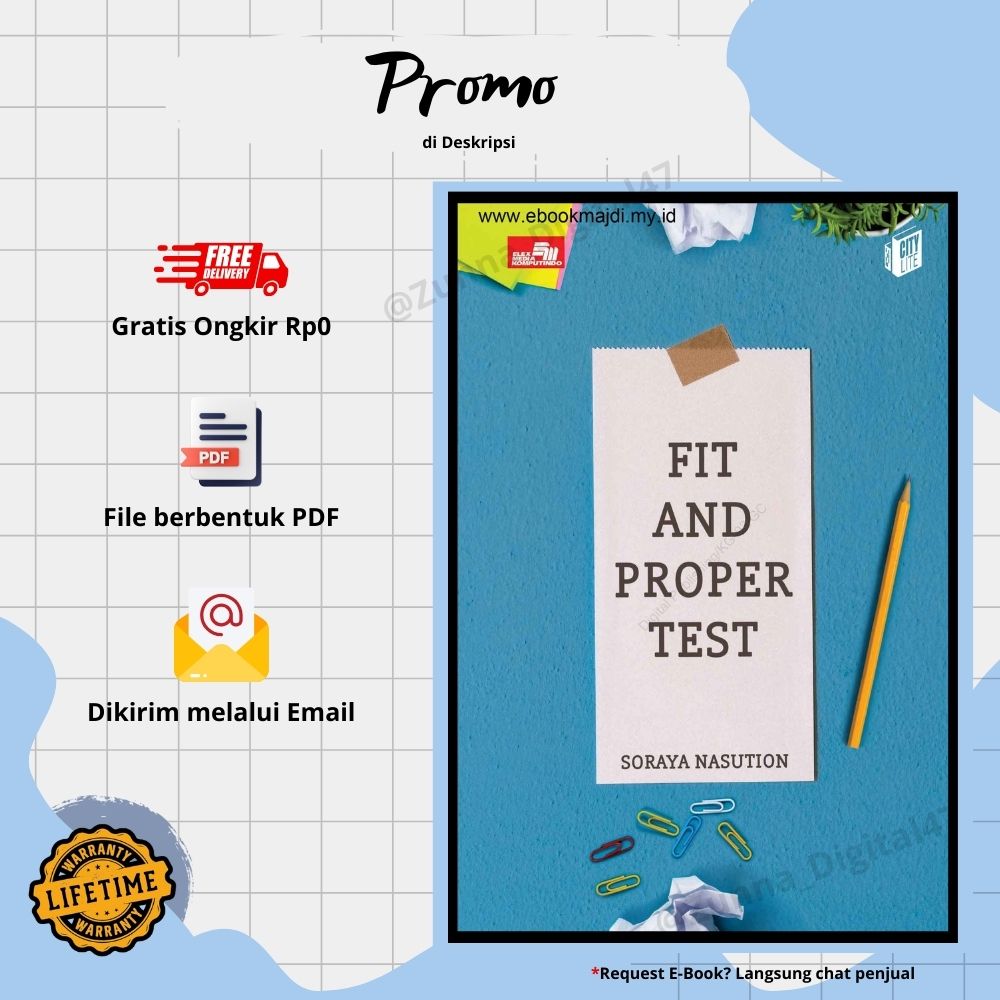 Promo
di Deskripsi
FREE
DELIVERY
Gratis Ongkir Rp0
PDF
File berbentuk PDF
@
Dikirim melalui Email
WARRANTY
LIFETIME
WARRANTY
www.ebookmajdi.my.id
ELEX
MEDIA
KOMPUTINDO
CITY
LITE
FIT
AND
PROPER
TEST
SORAYA NASUTION
*Request E-Book? Langsung chat penjual